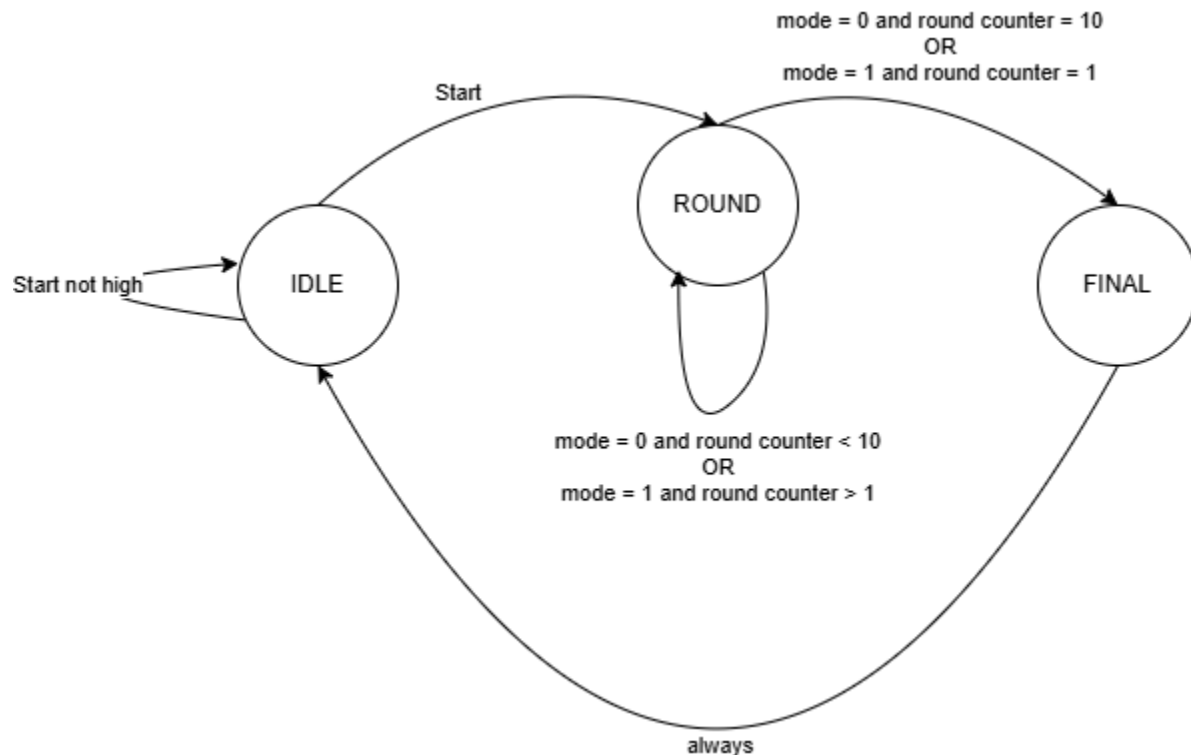 mode = 0 and round counter = 10
OR
mode = 1 and round counter = 1
Start
ROUND
Start not high
IDLE
FINAL
mode = 0 and round counter < 10
OR
mode = 1 and round counter > 1
always